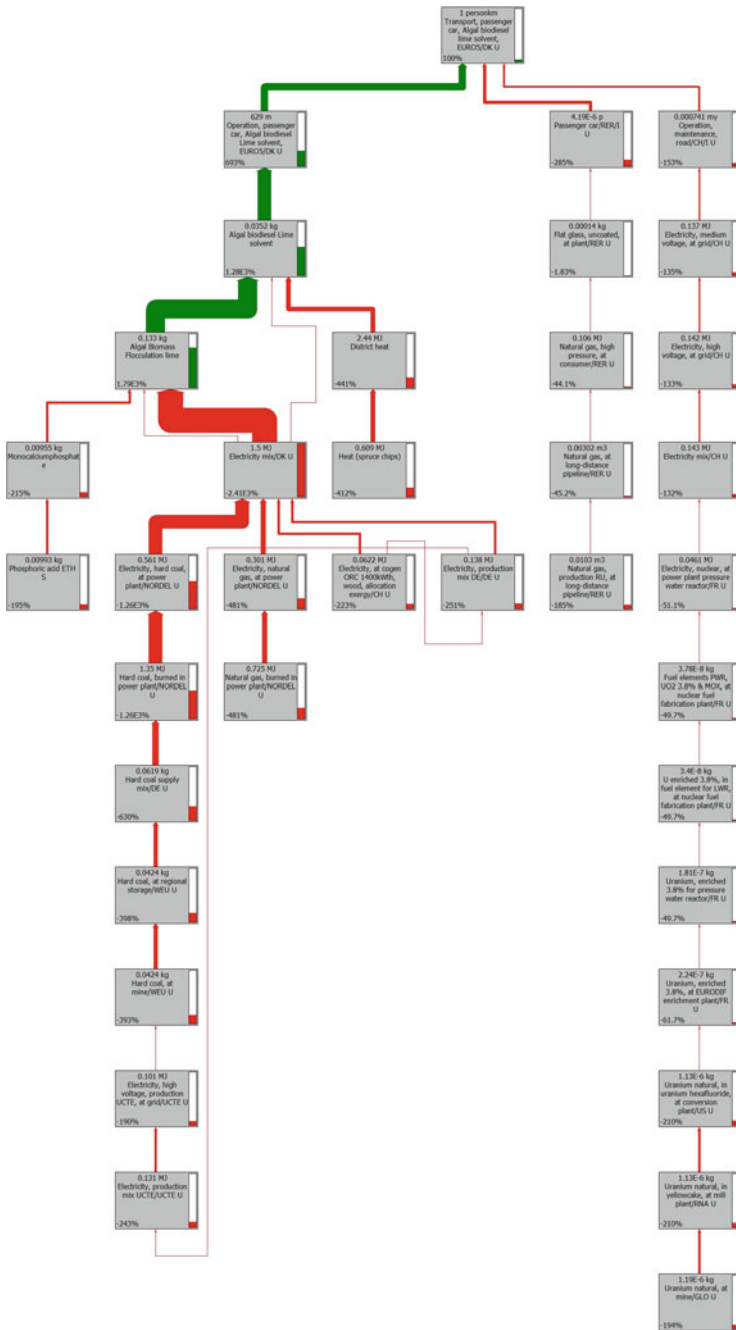 1 personkm
Transport, passenger
car, Algal biodiesel
lime solvent,
EURO5/DK U
100%
629 m
Operation, passenger
car, Algal biodiesel
Lime solvent,
EURO5/DK U
693%
4.19E-6 p
Passenger car/RER/I
U
-285%
0.000741 my
Operation,
maintenance,
road/CH/I U
-153%
0.0352 kg
Algal biodiesel Lime
solvent
1.28E3%
0.00014 kg
Flat glass, uncoated,
at plant/RER U
-1.83%
0.137 MJ
Electricity, medium
voltage, at grid/CH U
-135%
0.133 kg
Algal Biomass
Flocculation lime
1.79E3%
2.44 MJ
District heat
-441%
0.106 MJ
Natural gas, high
pressure, at
consumer/RER U
-44.1%
0.142 MJ
Electricity, high
voltage, at grid/CH U
-133%
0.00955 kg
Monocalciumphosphat
e
-215%
1.5 MJ
Electricity mix/DK U
-2.41E3%
0.609 MJ
Heat (spruce chips)
-412%
0.00302 m3
Natural gas, at
long-distance
pipeline/RER U
-45.2%
0.143 MJ
Electricity mix/CH U
-132%
0.00993 kg
Phosphoric acid ETH
S
-195%
0.561 MJ
Electricity, hard coal,
at power
plant/NORDEL U
-1.26E3%
0.301 MJ
Electricity, natural
gas, at power
plant/NORDEL U
-481%
0.0622 MJ
Electricity, at cogen
ORC 1400kWth,
wood, allocation
exergy/CH U
-223%
0.138 MJ
Electricity, production
mix DE/DE U
-251%
0.0103 m3
Natural gas,
production RU, at
long-distance
pipeline/RER U
-185%
0.0461 MJ
Electricity, nuclear, at
power plant pressure
water reactor/FR U
-51.1%
1.35 MJ
Hard coal, burned in
power plant/NORDEL
U
-1.26E3%
0.725 MJ
Natural gas, burned in
power plant/NORDEL
U
-481%
3.78E-8 kg
Fuel elements PWR,
UO2 3.8% & MOX, at
nuclear fuel
fabrication plant/FR U
-49.7%
0.0619 kg
Hard coal supply
mix/DE U
-630%
3.4E-8 kg
U enriched 3.8%, in
fuel element for LWR,
at nuclear fuel
fabrication plant/FR U
-49.7%
0.0424 kg
Hard coal, at regional
storage/WEU U
-398%
1.81E-7 kg
Uranium, enriched
3.8% for pressure
water reactor/FR U
-49.7%
0.0424 kg
Hard coal, at
mine/WEU U
-393%
2.24E-7 kg
Uranium, enriched
3.8%, at EURODIF
enrichment plant/FR
U
-61.7%
0.101 MJ
Electricity, high
voltage, production
UCTE, at grid/UCTE U
-190%
1.13E-6 kg
Uranium natural, in
uranium hexafluoride,
at conversion
plant/US U
-210%
0.131 MJ
Electricity, production
mix UCTE/UCTE U
-243%
1.13E-6 kg
Uranium natural, in
yellowcake, at mill
plant/RNA U
-210%
1.19E-6 kg
Uranium natural, at
mine/GLO U
-194%